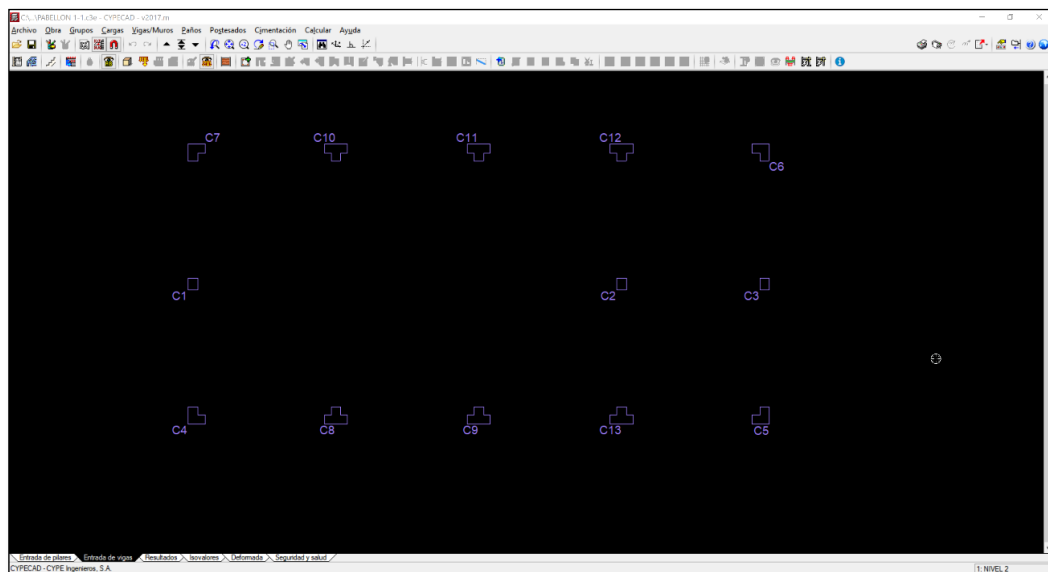 C:\...\PABELLON 1-1.c3e - CYPECAD - v2017.m
Archivo Obra Grupos Cargas Vigas/Muros Paños Postesados Cimentación Calcular Ayuda
C7 C10 C11 C12
C6
C1 C2 C3
C4 C8 C9 C13 C5
Entrada de pilares Entrada de vigas Resultados Isovalores Deformada Seguridad y salud
CYPECAD - CYPE Ingenieros, S.A. 1: NIVEL 2